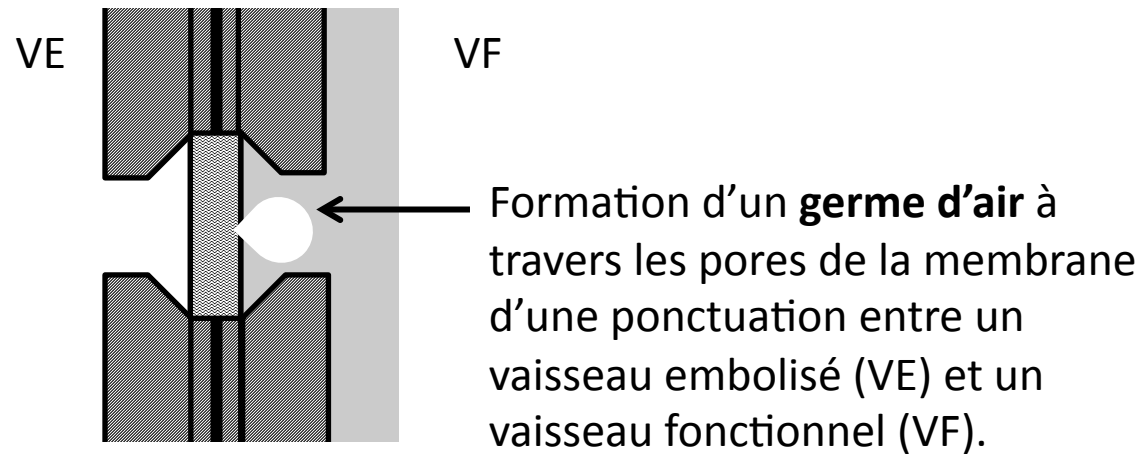 VE
VF
Formation d’un germe d’air à
travers les pores de la membrane
d’une ponctuation entre un
vaisseau embolisé (VE) et un
vaisseau fonctionnel (VF).